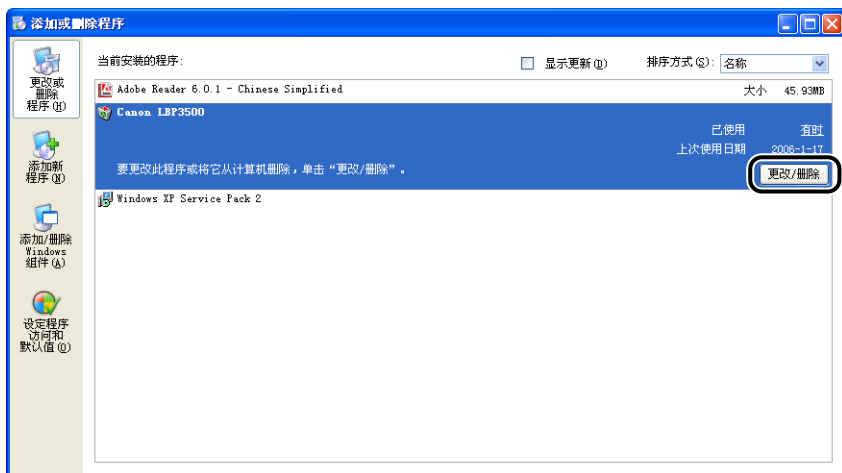 添加或删除程序
更改或
删除
程序(H)
添加新
程序(N)
添加/删除
Windows
组件(A)
设定程序
访问和
默认值(O)
当前安装的程序:
显示更新(D)
排序方式(S): 名称
Adobe Reader 6.0.1 - Chinese Simplified
大小 45.93MB
Canon LBP3500
已使用 有时
上次使用日期 2006-1-17
要更改此程序或将它从计算机删除，单击“更改/删除”。
更改/删除
Windows XP Service Pack 2